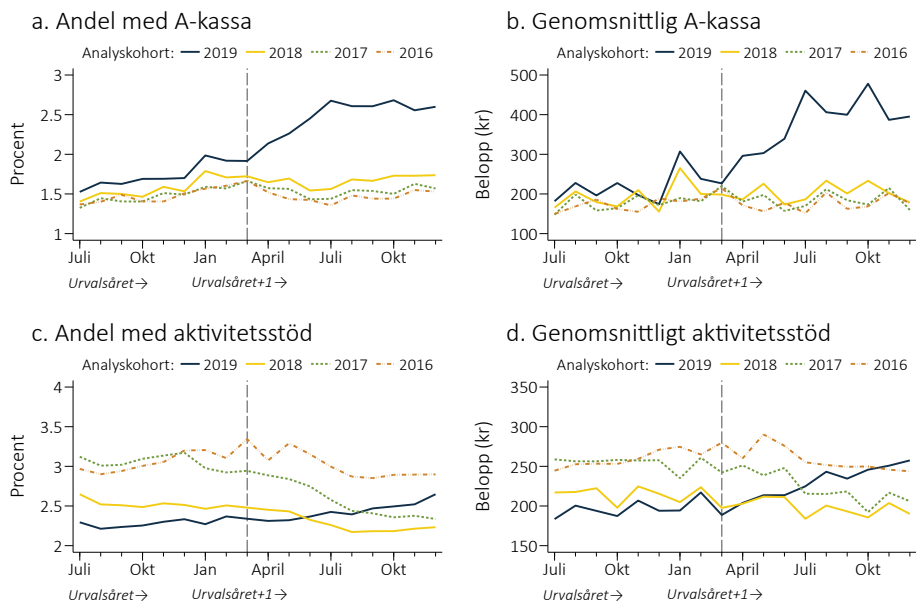 a. Andel med A-kassa
Analyskohort: 2019 2018 2017 2016
Procent
3
2.5
2
1.5
1
Juli Okt Jan April Juli Okt
Urvalsåret→ Urvalsåret+1→
b. Genomsnittlig A-kassa
Analyskohort: 2019 2018 2017 2016
Belopp (kr)
500
400
300
200
100
Juli Okt Jan April Juli Okt
Urvalsåret→ Urvalsåret+1→
c. Andel med aktivitetsstöd
Analyskohort: 2019 2018 2017 2016
Procent
4
3.5
3
2.5
2
Juli Okt Jan April Juli Okt
Urvalsåret→ Urvalsåret+1→
d. Genomsnittligt aktivitetsstöd
Analyskohort: 2019 2018 2017 2016
Belopp (kr)
350
300
250
200
150
Juli Okt Jan April Juli Okt
Urvalsåret→ Urvalsåret+1→